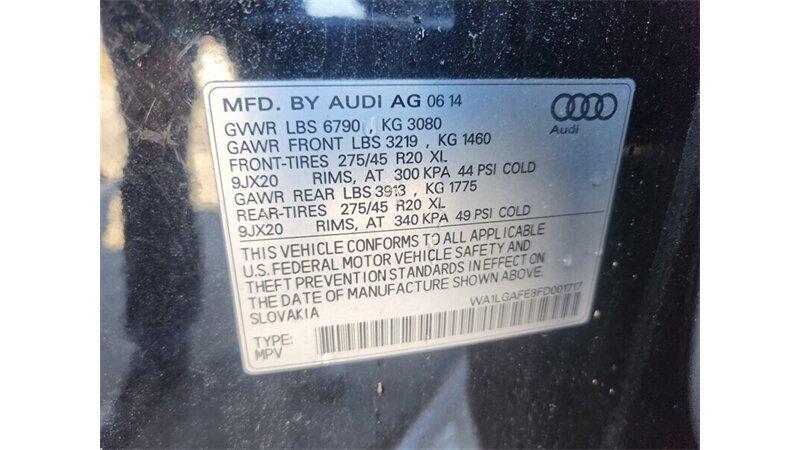 MFD. BY AUDI AG 06 14
Audi
GVWR LBS 6790 , KG 3080
GAWR FRONT LBS 3219 , KG 1460
FRONT-TIRES 275/45 R20 XL
9JX20 RIMS, AT 300 KPA 44 PSI COLD
GAWR REAR LBS 3913 , KG 1775
REAR-TIRES 275/45 R20 XL
9JX20 RIMS, AT 340 KPA 49 PSI COLD
THIS VEHICLE CONFORMS TO ALL APPLICABLE
U.S. FEDERAL MOTOR VEHICLE SAFETY AND
THEFT PREVENTION STANDARDS IN EFFECT ON
THE DATE OF MANUFACTURE SHOWN ABOVE.
SLOVAKIA
WA1LGAFE8FD001717
TYPE:
MPV